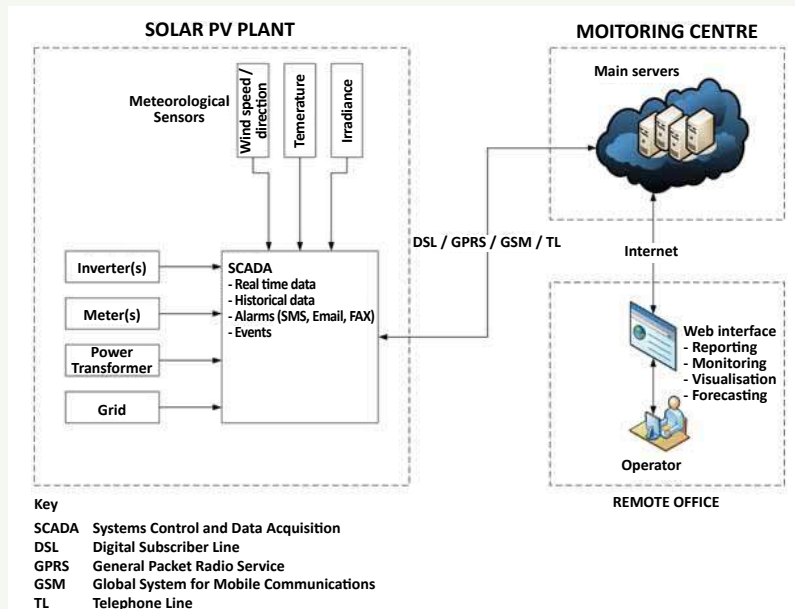 SOLAR PV PLANT
MOITORING CENTRE
Main servers
Meteorological
Sensors
Wind speed /
direction
Temerature
Irradiance
DSL / GPRS / GSM / TL
Internet
Inverter(s)
Meter(s)
Power
Transformer
Grid
SCADA
- Real time data
- Historical data
- Alarms (SMS, Email, FAX)
- Events
Web interface
- Reporting
- Monitoring
- Visualisation
- Forecasting
Operator
REMOTE OFFICE
Key
SCADA Systems Control and Data Acquisition
DSL Digital Subscriber Line
GPRS General Packet Radio Service
GSM Global System for Mobile Communications
TL Telephone Line